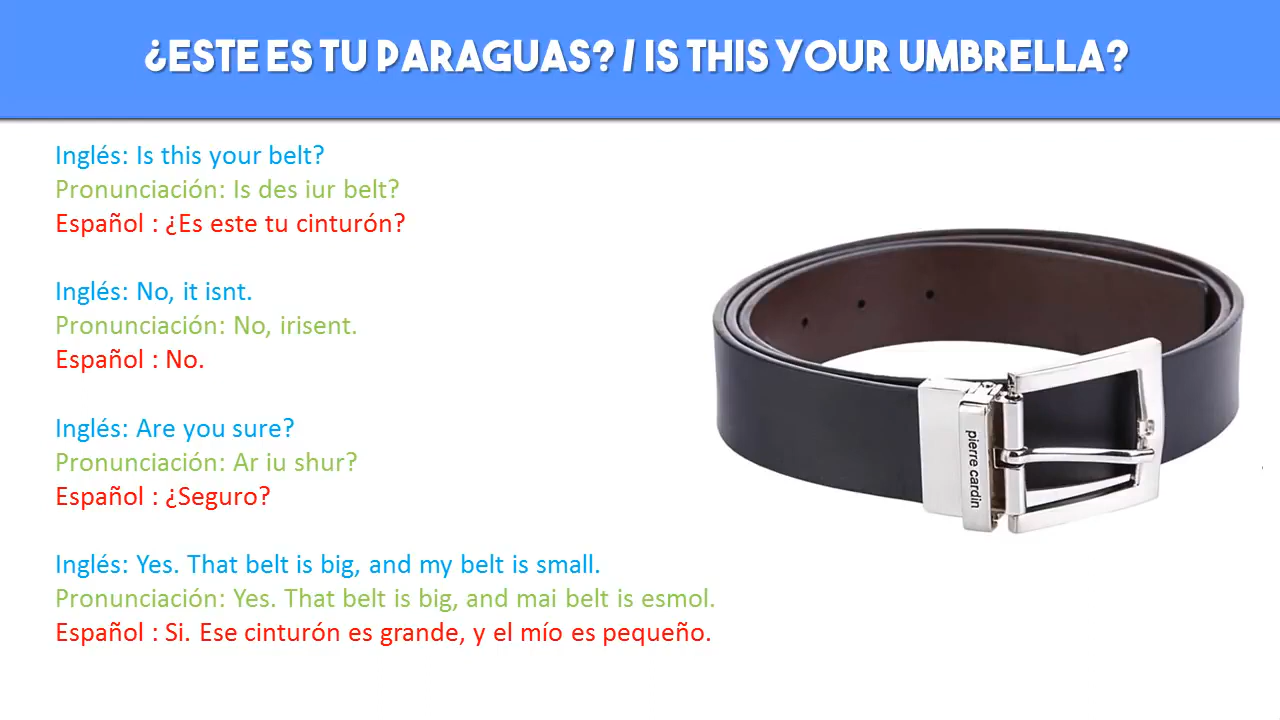 ¿ESTE ES TU PARAGUAS? / IS THIS YOUR UMBRELLA?
Inglés: Is this your belt?
Pronunciación: Is des iur belt?
Español : ¿Es este tu cinturón?
Inglés: No, it isnt.
Pronunciación: No, irisent.
Español : No.
Inglés: Are you sure?
Pronunciación: Ar iu shur?
Español : ¿Seguro?
Inglés: Yes. That belt is big, and my belt is small.
Pronunciación: Yes. That belt is big, and mai belt is esmol.
Español : Si. Ese cinturón es grande, y el mío es pequeño.
pierre cardin